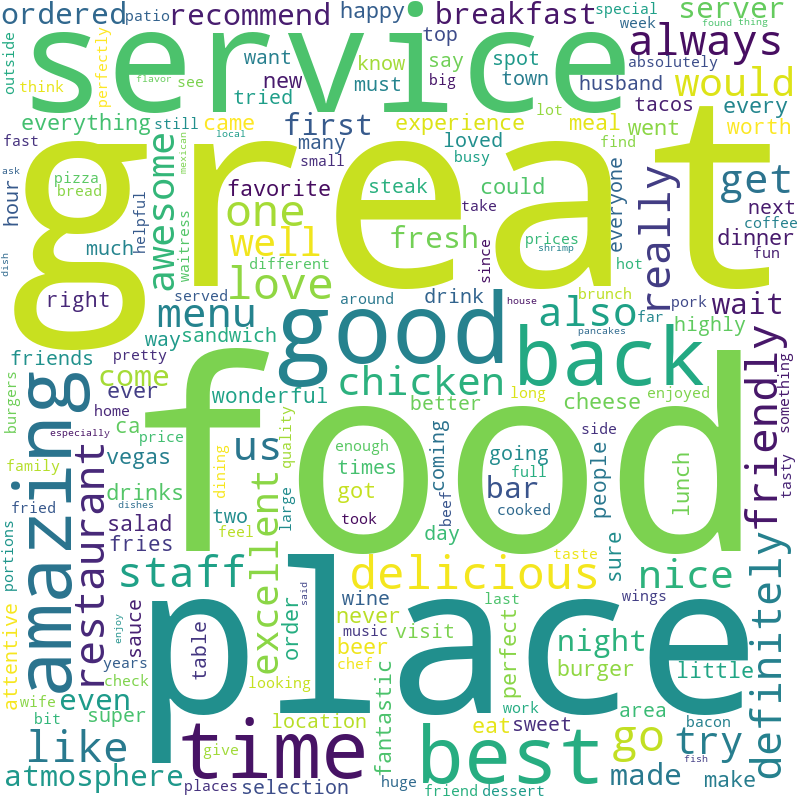 ordered
patio
recommend
happy
breakfast
special
server
found
thing
service
top
week
always
outside
think
perfectly
flavor
see
want
new
tried
know
must
say
big
spot
town
absolutely
husband
would
tacos
every
everything
still
came
local
first
many
small
experience
loved
busy
meal
lot
went
find
worth
fast
great
ask
hour
pizza
bread
awesome
mexican
helpful
waitress
favorite
steak
could
take
everyone
really
get
next
coffee
dinner
fun
dish
much
one
well
love
different
fresh
since
prices
shrimp
hot
right
served
menu
around
drink
house
good
also
brunch
pork
far
wait
highly
friends
pretty
way
sandwich
back
pancakes
come
ever
home
wonderful
chicken
better
long
cheese
enjoyed
friendly
something
burgers
amazing
especially
ca
price
food
family
vegas
us
quality
enough
times
coming
going
full
side
people
lunch
tasty
fried
restaurant
drinks
dishes
dining
large
got
bar
beef
cooked
portions
salad
fries
two
feel
excellent
took
day
sure
definitely
staff
delicious
taste
nice
attentive
sauce
enjoy
place
said
order
wine
never
last
wings
table
music
beer
visit
perfect
night
years
check
chef
burger
little
wife
even
looking
bit
super
location
fantastic
eat
work
sweet
area
bacon
like
time
give
best
go
try
fish
atmosphere
places
selection
huge
friend
dessert
made
make